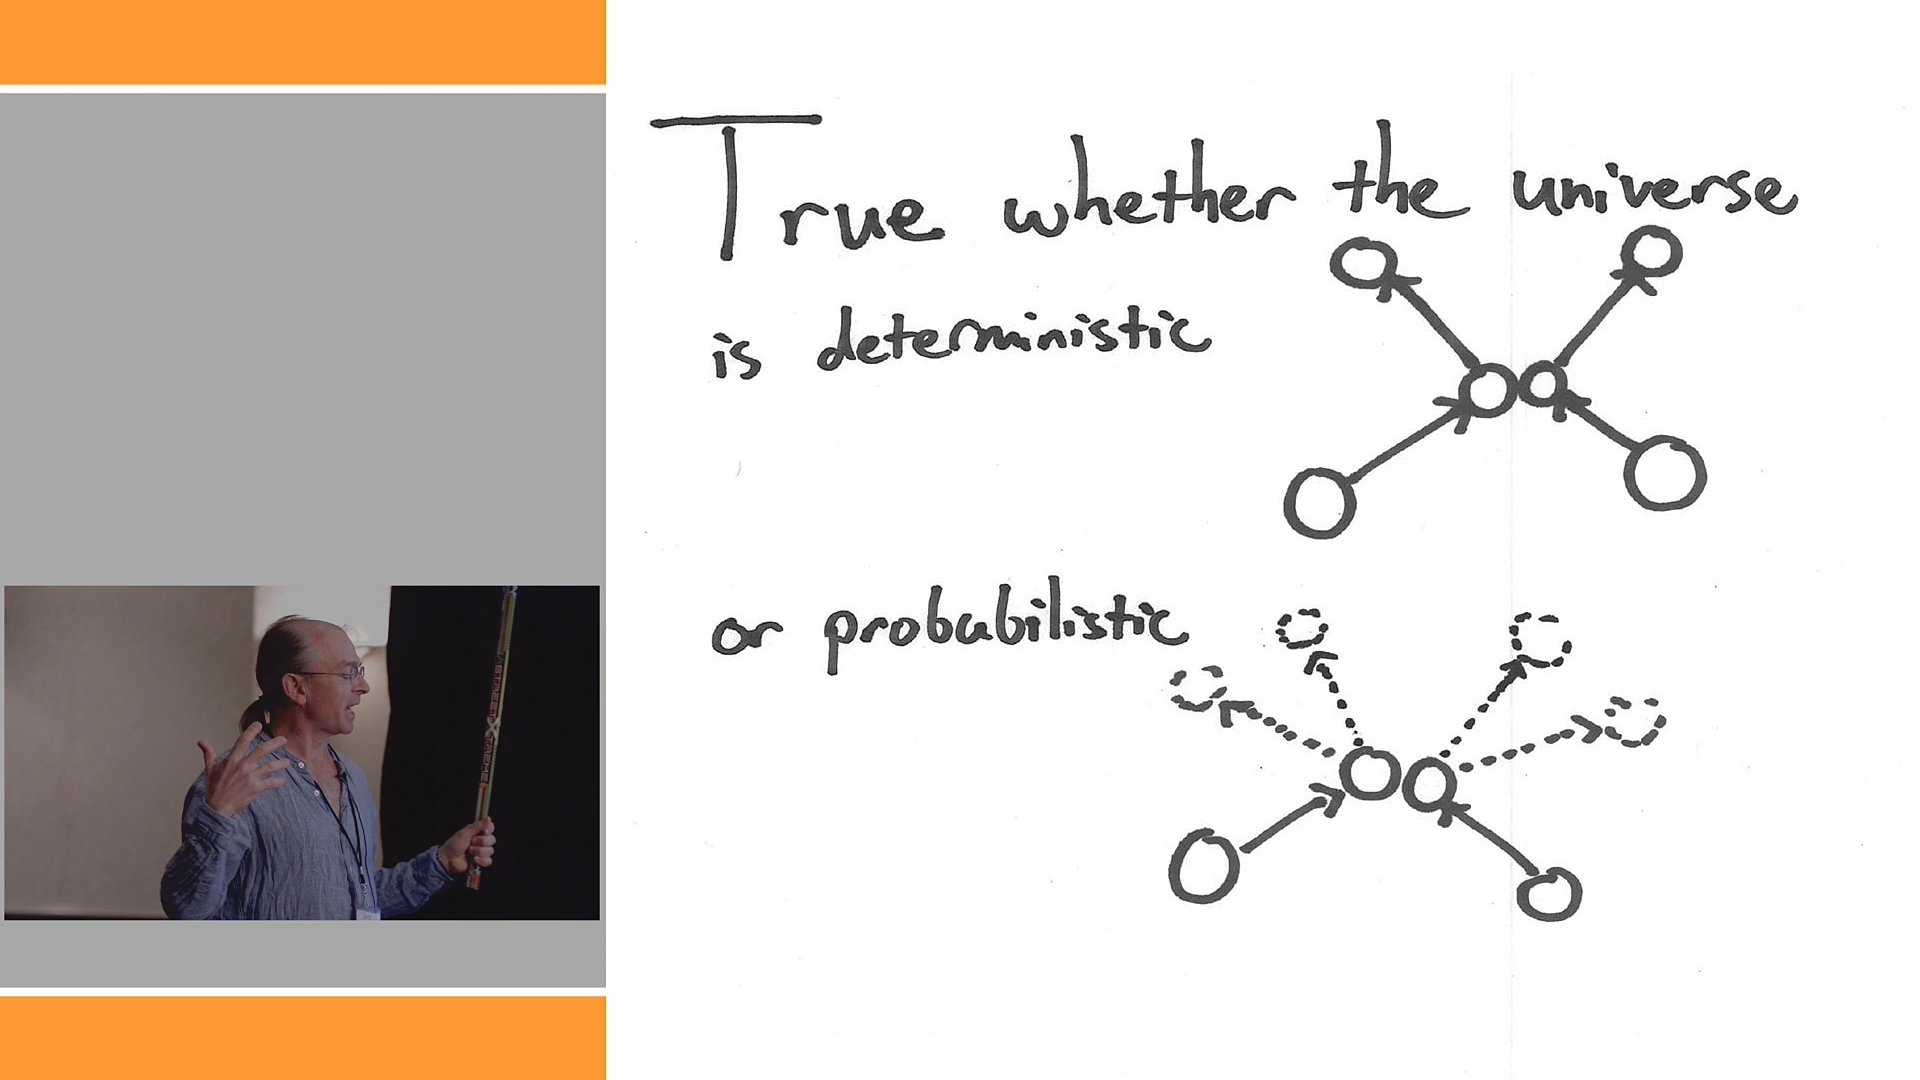 True whether the universe
is deterministic
or probabilistic